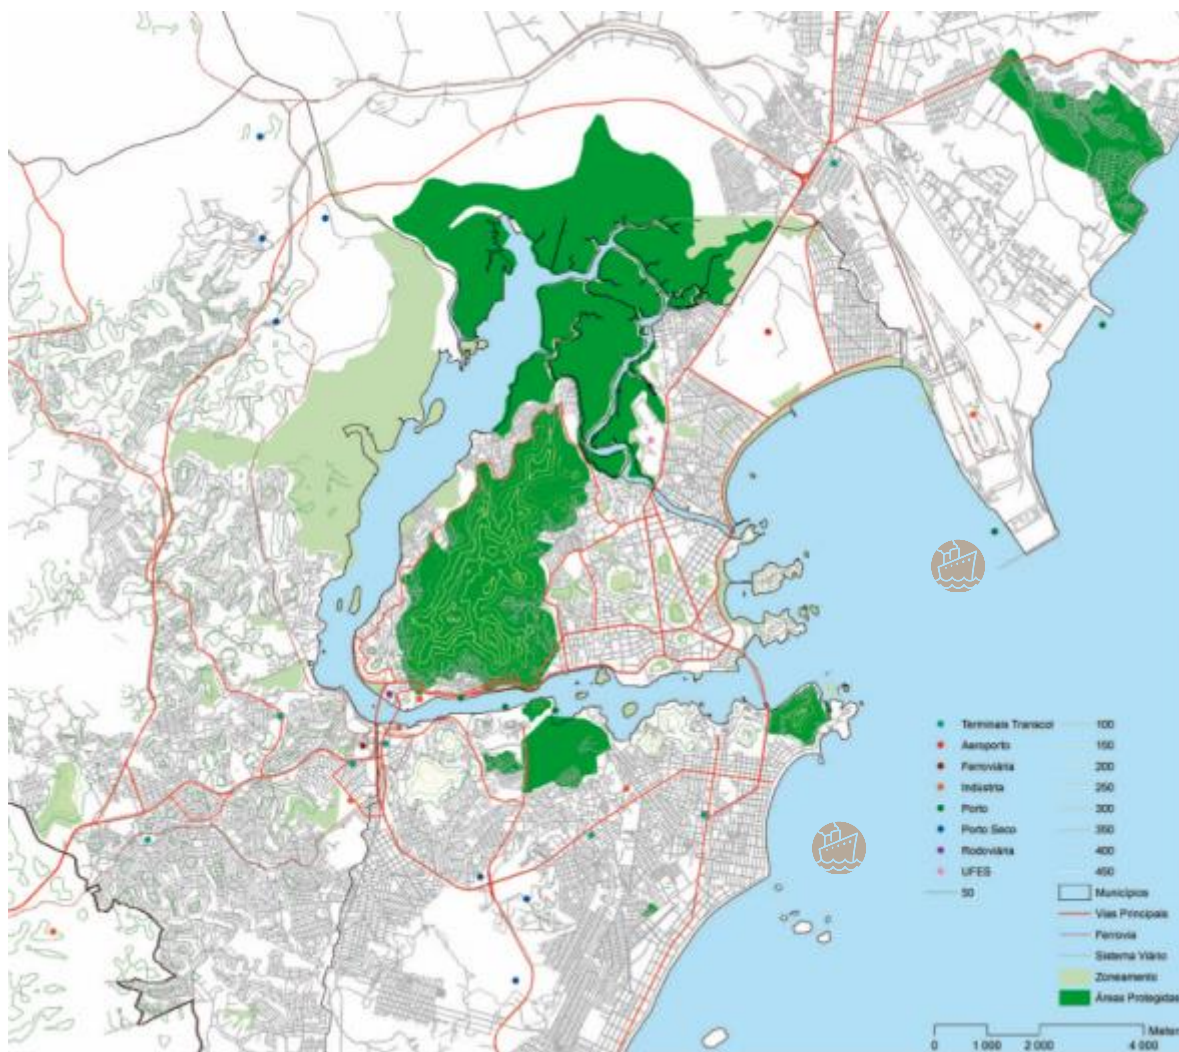 Terminais Transcol 100
Aeroporto 150
Ferroviária 200
Indústria 250
Porto 300
Porto Seco 350
Rodoviária 400
UFES 450
50 Municípios
Vias Principais
Ferrovia
Sistema Viário
Zoneamento
Áreas Protegidas
Meter
0 1 000 2 000 4 000